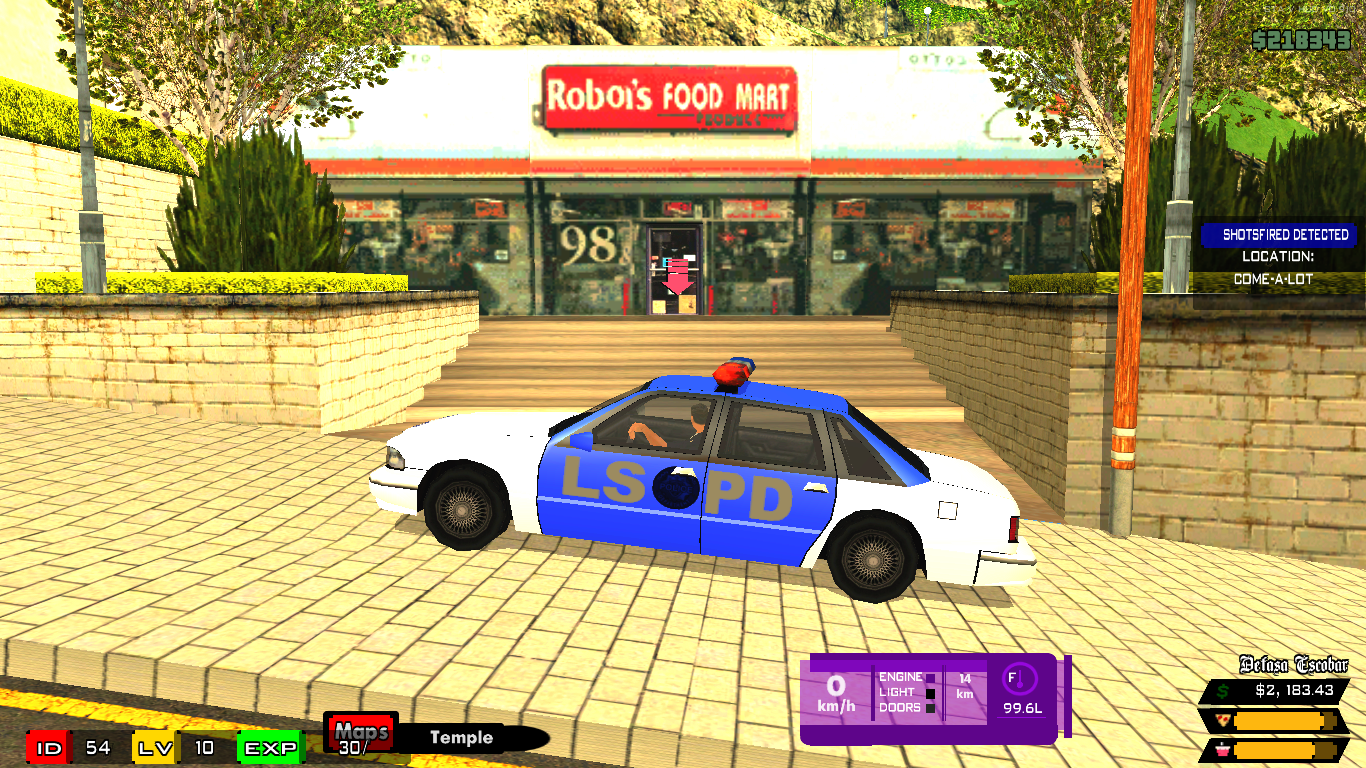 $218343
Roboi's FOOD MART
98
SHOTSFIRED DETECTED
LOCATION:
COME-A-LOT
LS PD
0
km/h
ENGINE
LIGHT
DOORS
14
km
F
99.6L
Defasa Escobar
$ $2, 183.43
Maps
30/
Temple
ID 54 LV 10 EXP